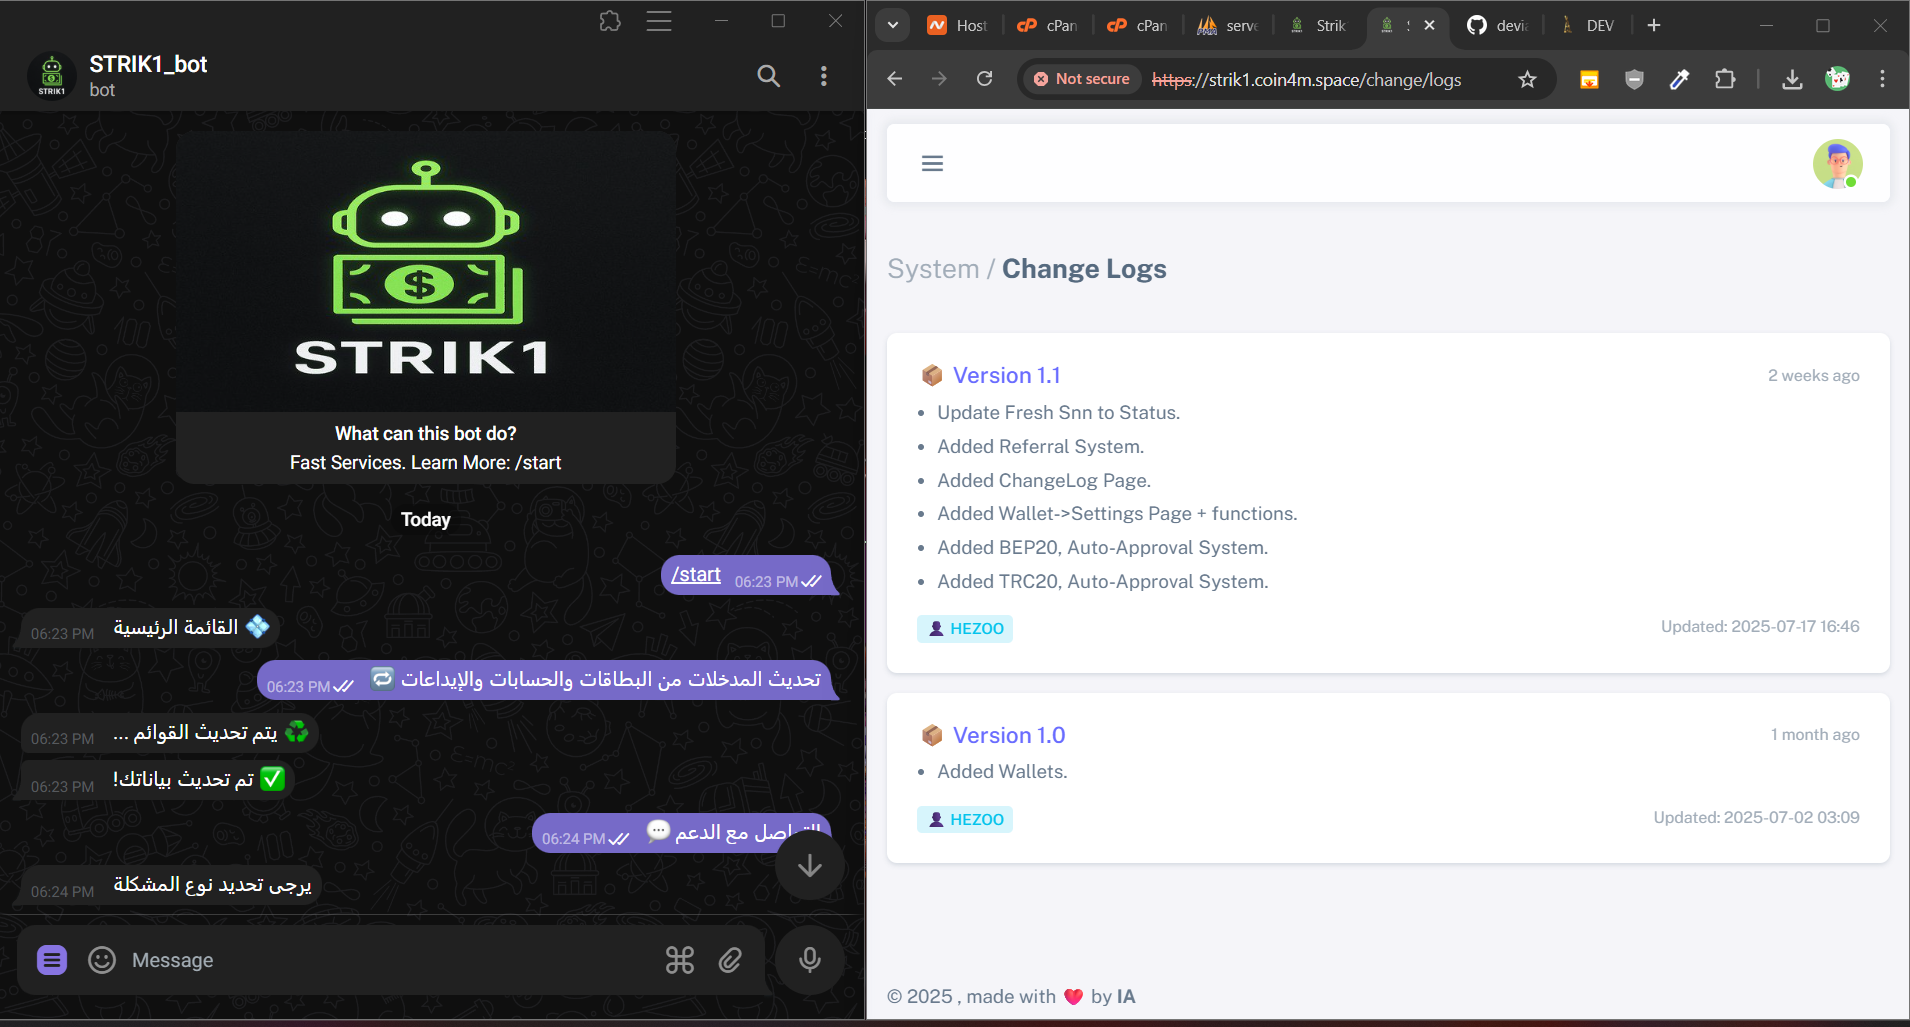 STRIK1_bot
bot
STRIK1
STRIK1
What can this bot do?
Fast Services. Learn More: /start
Today
/start 06:23 PM
💠 القائمة الرئيسية 06:23 PM
تحديث المدخلات من البطاقات والحسابات والإيداعات 🔁 06:23 PM
♻️ يتم تحديث القوائم ... 06:23 PM
✅ تم تحديث بياناتك! 06:23 PM
مع الدعم 💬 06:24 PM
يرجى تحديد نوع المشكلة 06:24 PM
Message
Host
cPan
cPan
serve
Strik
DEV
Not secure https://strik1.coin4m.space/change/logs
System / Change Logs
📦 Version 1.1
2 weeks ago
• Update Fresh Snn to Status.
• Added Referral System.
• Added ChangeLog Page.
• Added Wallet->Settings Page + functions.
• Added BEP20, Auto-Approval System.
• Added TRC20, Auto-Approval System.
👤 HEZOO
Updated: 2025-07-17 16:46
📦 Version 1.0
1 month ago
• Added Wallets.
👤 HEZOO
Updated: 2025-07-02 03:09
© 2025 , made with ❤️ by IA